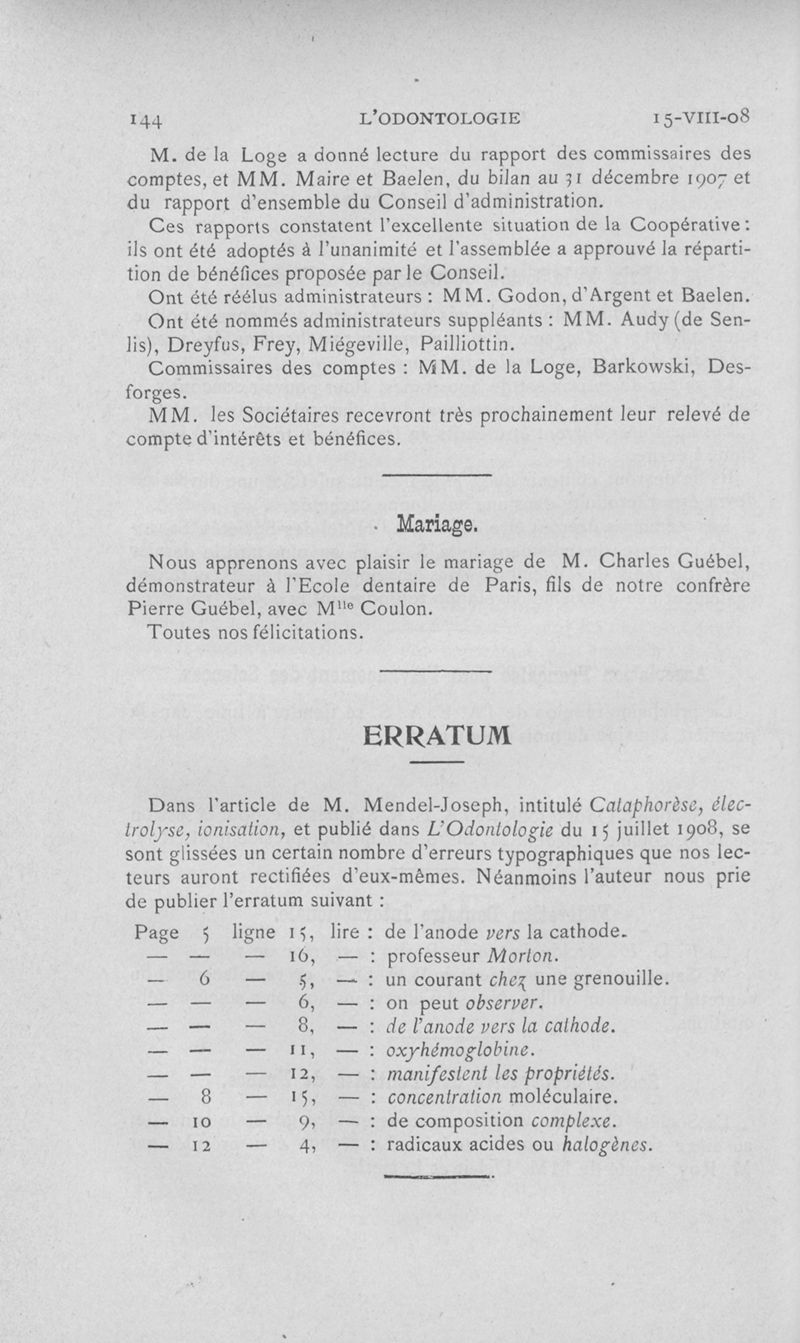 144 L'ODONTOLOGIE 15-VIII-08
M. de la Loge a donné lecture du rapport des commissaires des
comptes, et MM. Maire et Baelen, du bilan au 31 décembre 1907 et
du rapport d'ensemble du Conseil d'administration.
Ces rapports constatent l'excellente situation de la Coopérative :
ils ont été adoptés à l'unanimité et l'assemblée a approuvé la réparti-
tion de bénéfices proposée par le Conseil.
Ont été réélus administrateurs : MM. Godon, d'Argent et Baelen.
Ont été nommés administrateurs suppléants : MM. Audy (de Sen-
lis), Dreyfus, Frey, Miégeville, Pailliottin.
Commissaires des comptes : MM. de la Loge, Barkowski, Des-
forges.
MM. les Sociétaires recevront très prochainement leur relevé de
compte d'intérêts et bénéfices.
Mariage.
Nous apprenons avec plaisir le mariage de M. Charles Guébel,
démonstrateur à l'Ecole dentaire de Paris, fils de notre confrère
Pierre Guébel, avec Mlle Coulon.
Toutes nos félicitations.
ERRATUM
Dans l'article de M. Mendel-Joseph, intitulé Cataphorèse, élec-
trolyse, ionisation, et publié dans L'Odontologie du 15 juillet 1908, se
sont glissées un certain nombre d'erreurs typographiques que nos lec-
teurs auront rectifiées d'eux-mêmes. Néanmoins l'auteur nous prie
de publier l'erratum suivant :
Page 5 ligne 15, lire : de l'anode vers la cathode.
— — — 16, — : professeur Morton.
— 6 — 5, — : un courant chez une grenouille.
— — — 6, — : on peut observer.
— — — 8, — : de l'anode vers la cathode.
— — — 11, — : oxyhémoglobine.
— — — 12, — : manifestent les propriétés.
— 8 — 15, — : concentration moléculaire.
— 10 — 9, — : de composition complexe.
— 12 — 4, — : radicaux acides ou halogènes.